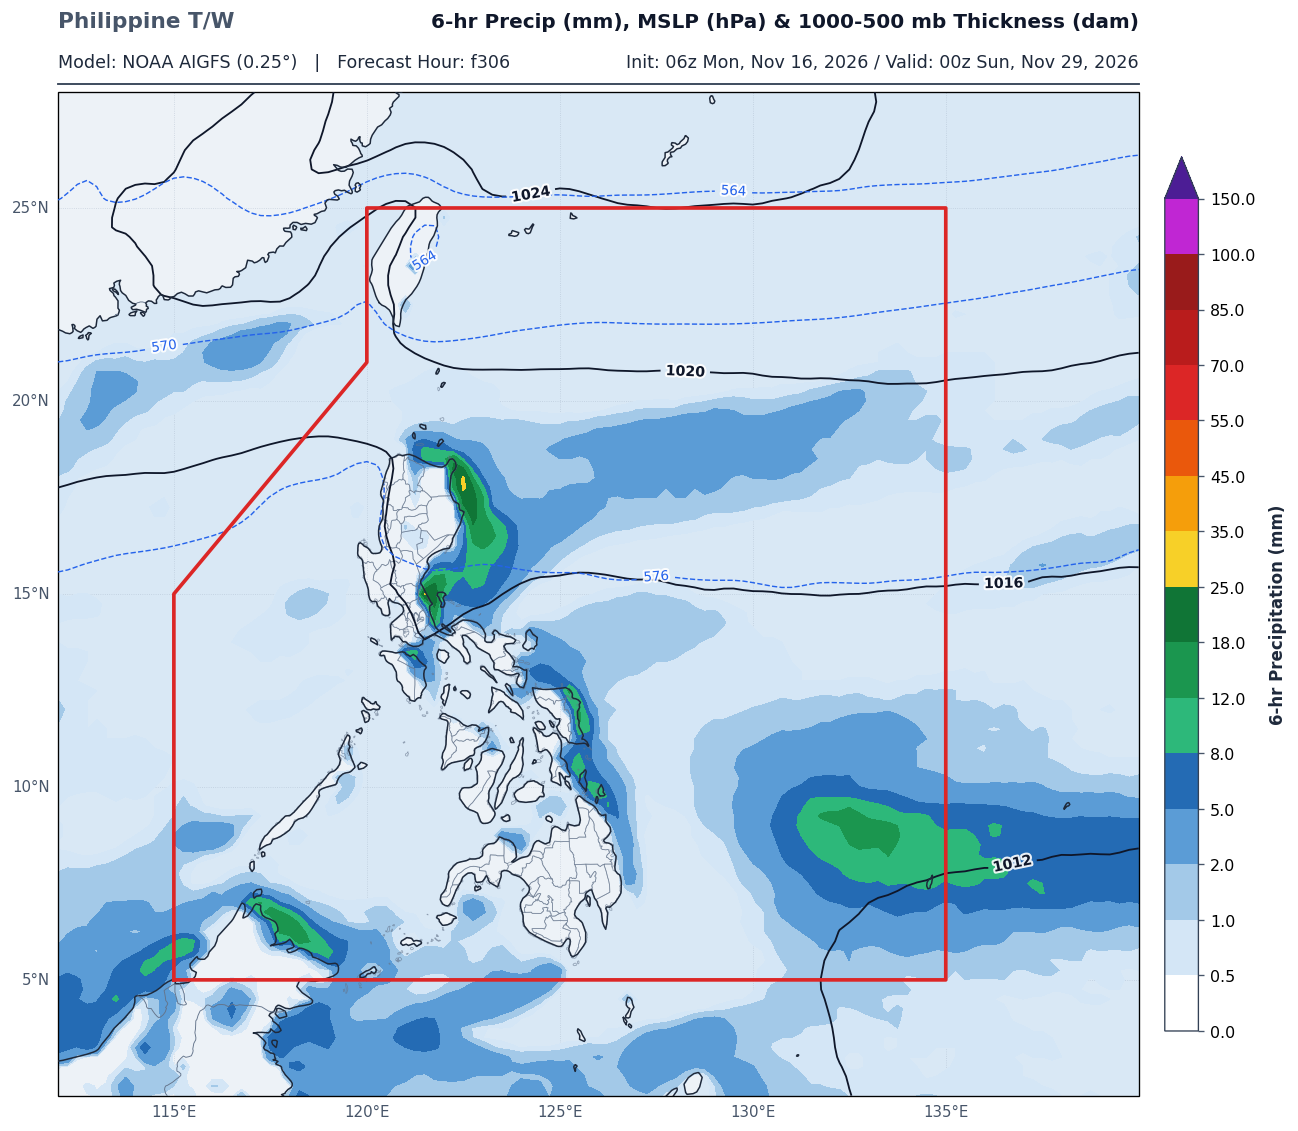 Philippine T/W
6-hr Precip (mm), MSLP (hPa) & 1000-500 mb Thickness (dam)
Model: NOAA AIGFS (0.25°) | Forecast Hour: f306
Init: 06z Mon, Nov 16, 2026 / Valid: 00z Sun, Nov 29, 2026
25°N
20°N
15°N
10°N
5°N
115°E
120°E
125°E
130°E
135°E
1024
564
564
570
1020
576
1016
1012
150.0
100.0
85.0
70.0
55.0
45.0
35.0
25.0
18.0
12.0
8.0
5.0
2.0
1.0
0.5
0.0
6-hr Precipitation (mm)